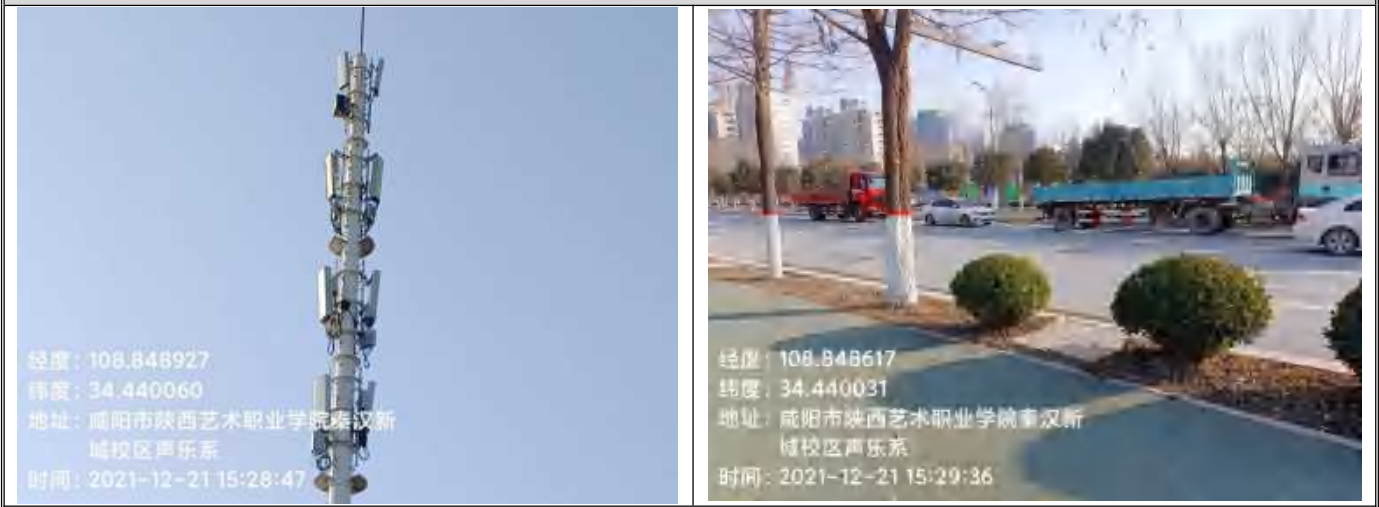 经度：108.848927
纬度：34.440060
地址：咸阳市陕西艺术职业学院秦汉新
城校区声乐系
时间：2021-12-21 15:28:47
经度：108.848617
纬度：34.440031
地址：咸阳市陕西艺术职业学院秦汉新
城校区声乐系
时间：2021-12-21 15:29:36